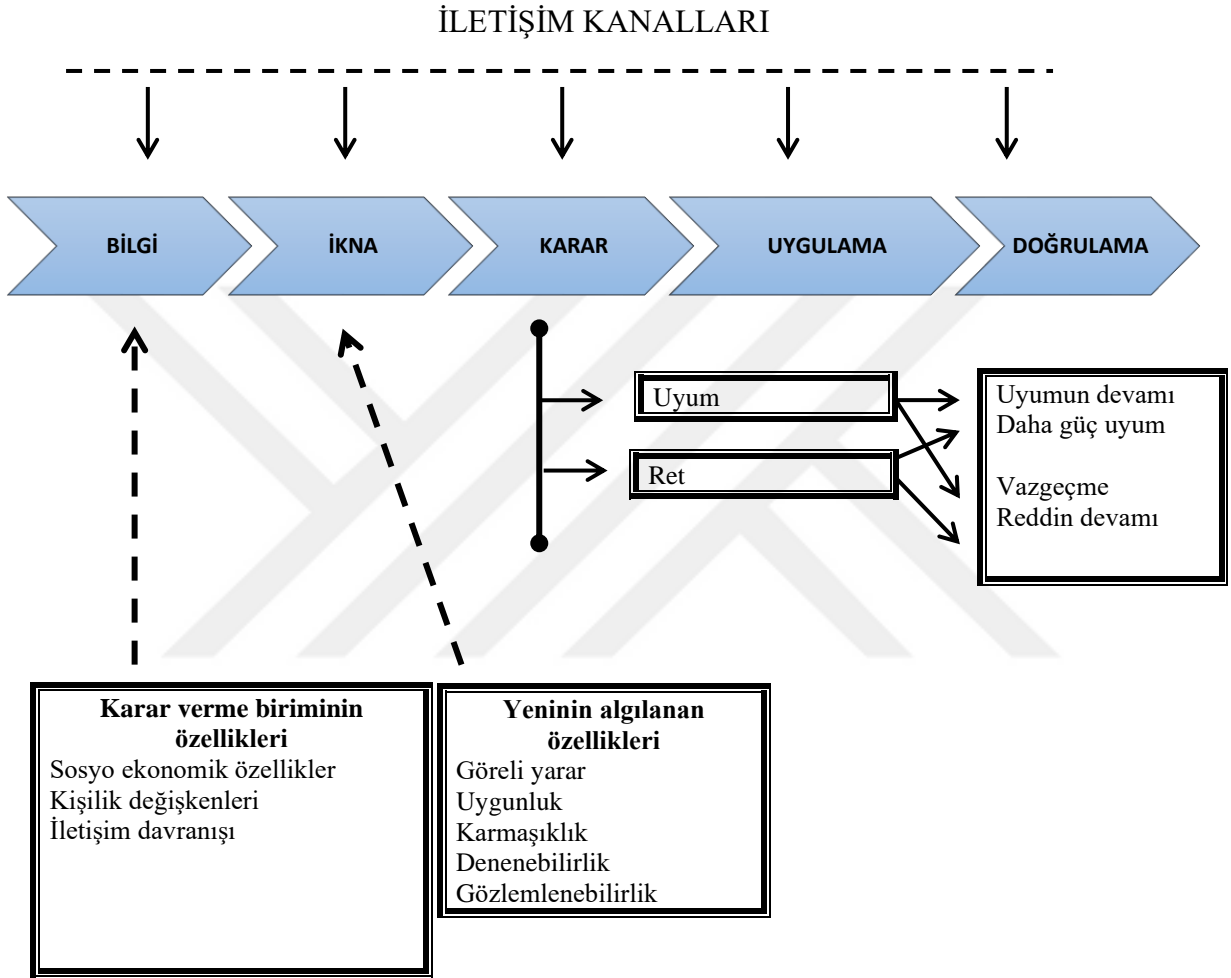 İLETİŞİM KANALLARI
BİLGİ
İKNA
KARAR
UYGULAMA
DOĞRULAMA
Uyum
Ret
Uyumun devamı
Daha güç uyum
Vazgeçme
Reddin devamı
Karar verme biriminin
özellikleri
Sosyo ekonomik özellikler
Kişilik değişkenleri
İletişim davranışı
Yeninin algılanan
özellikleri
Göreli yarar
Uygunluk
Karmaşıklık
Denenebilirlik
Gözlemlenebilirlik